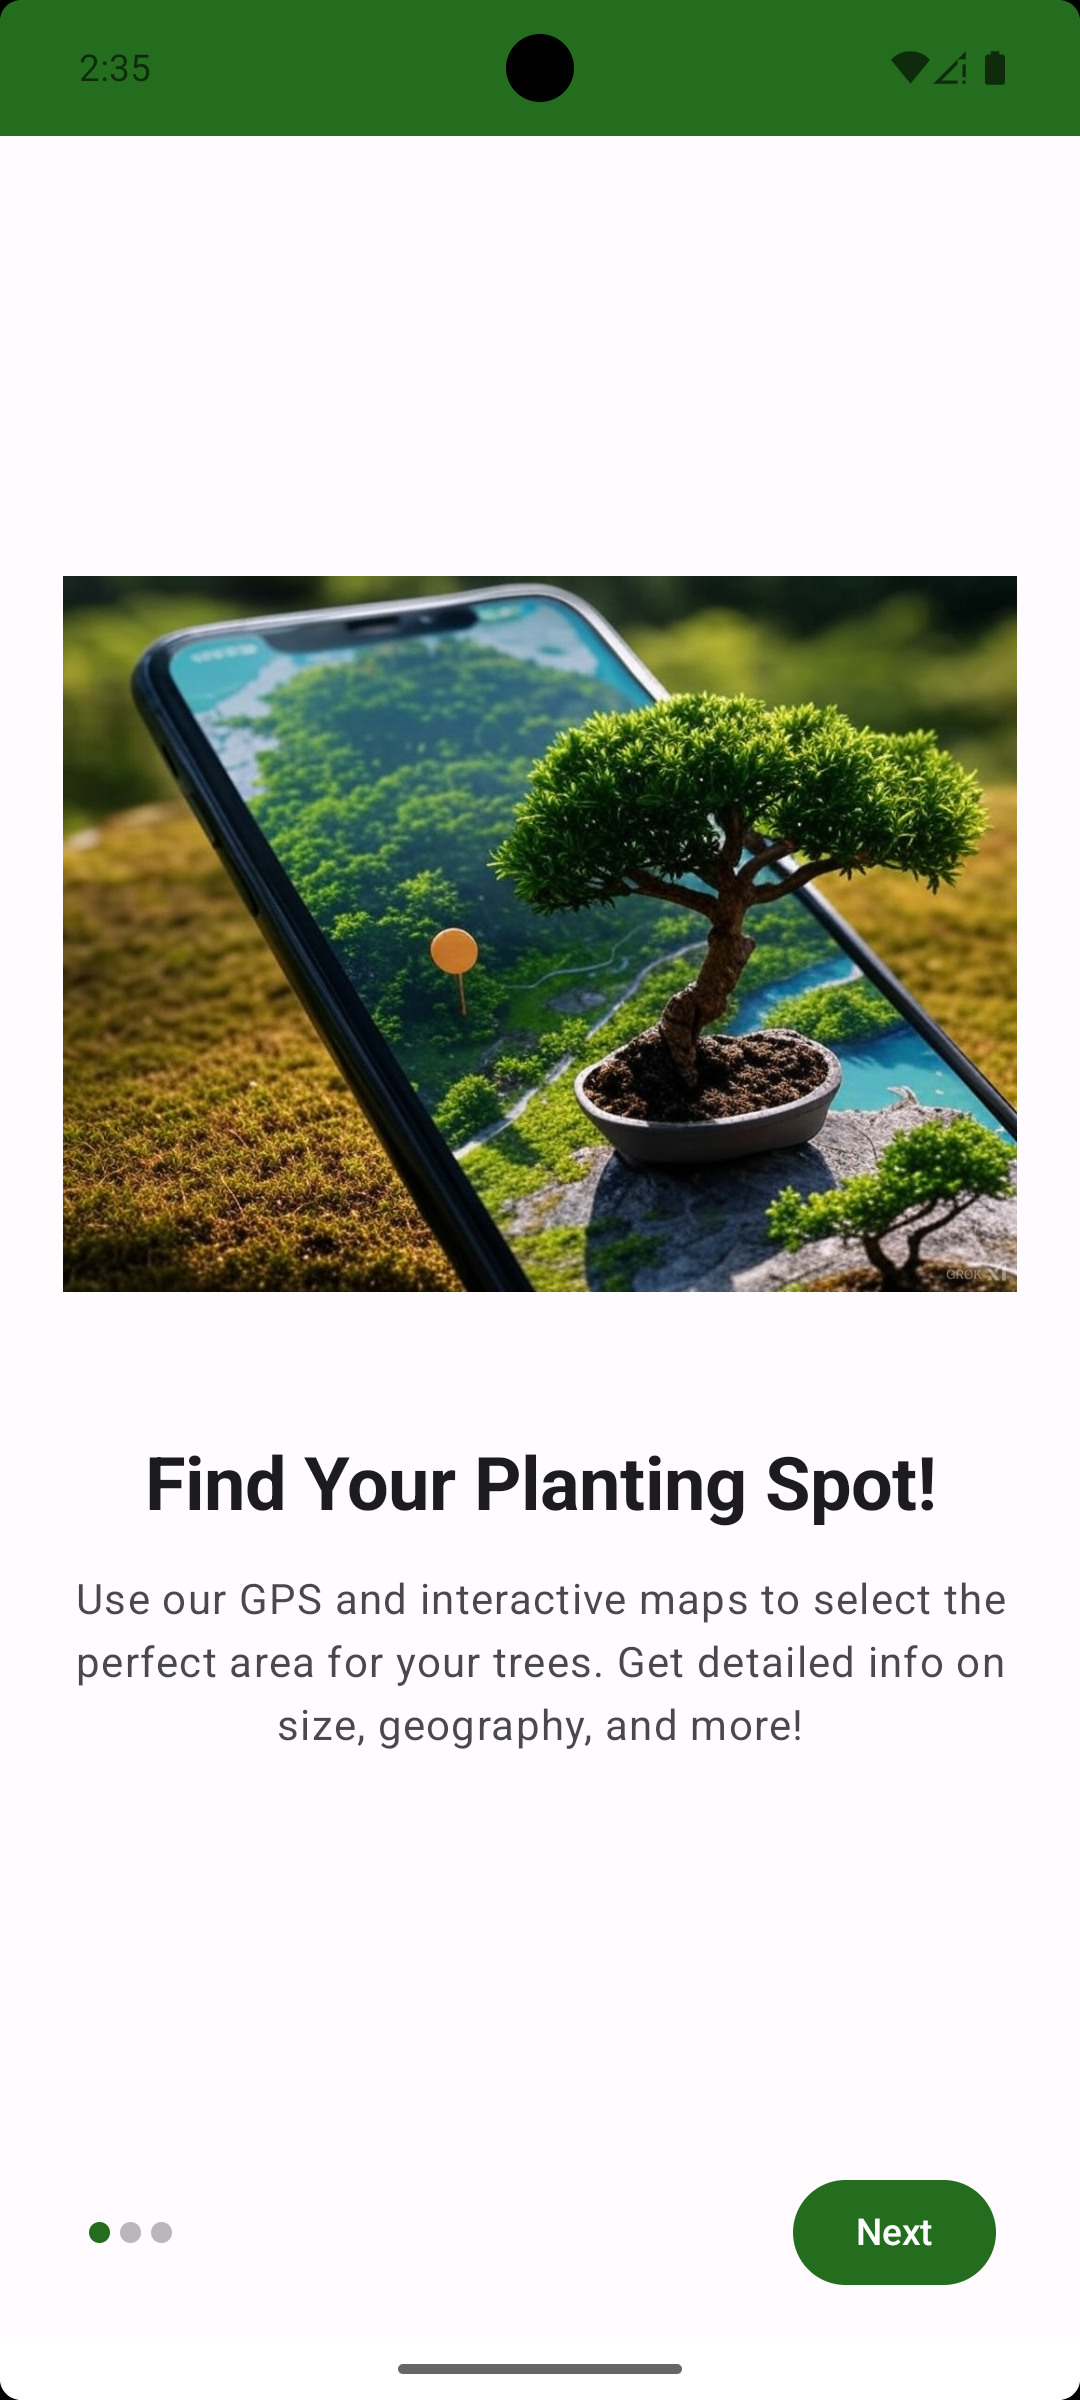 2:35
GROK
Find Your Planting Spot!
Use our GPS and interactive maps to select the
perfect area for your trees. Get detailed info on
size, geography, and more!
Next